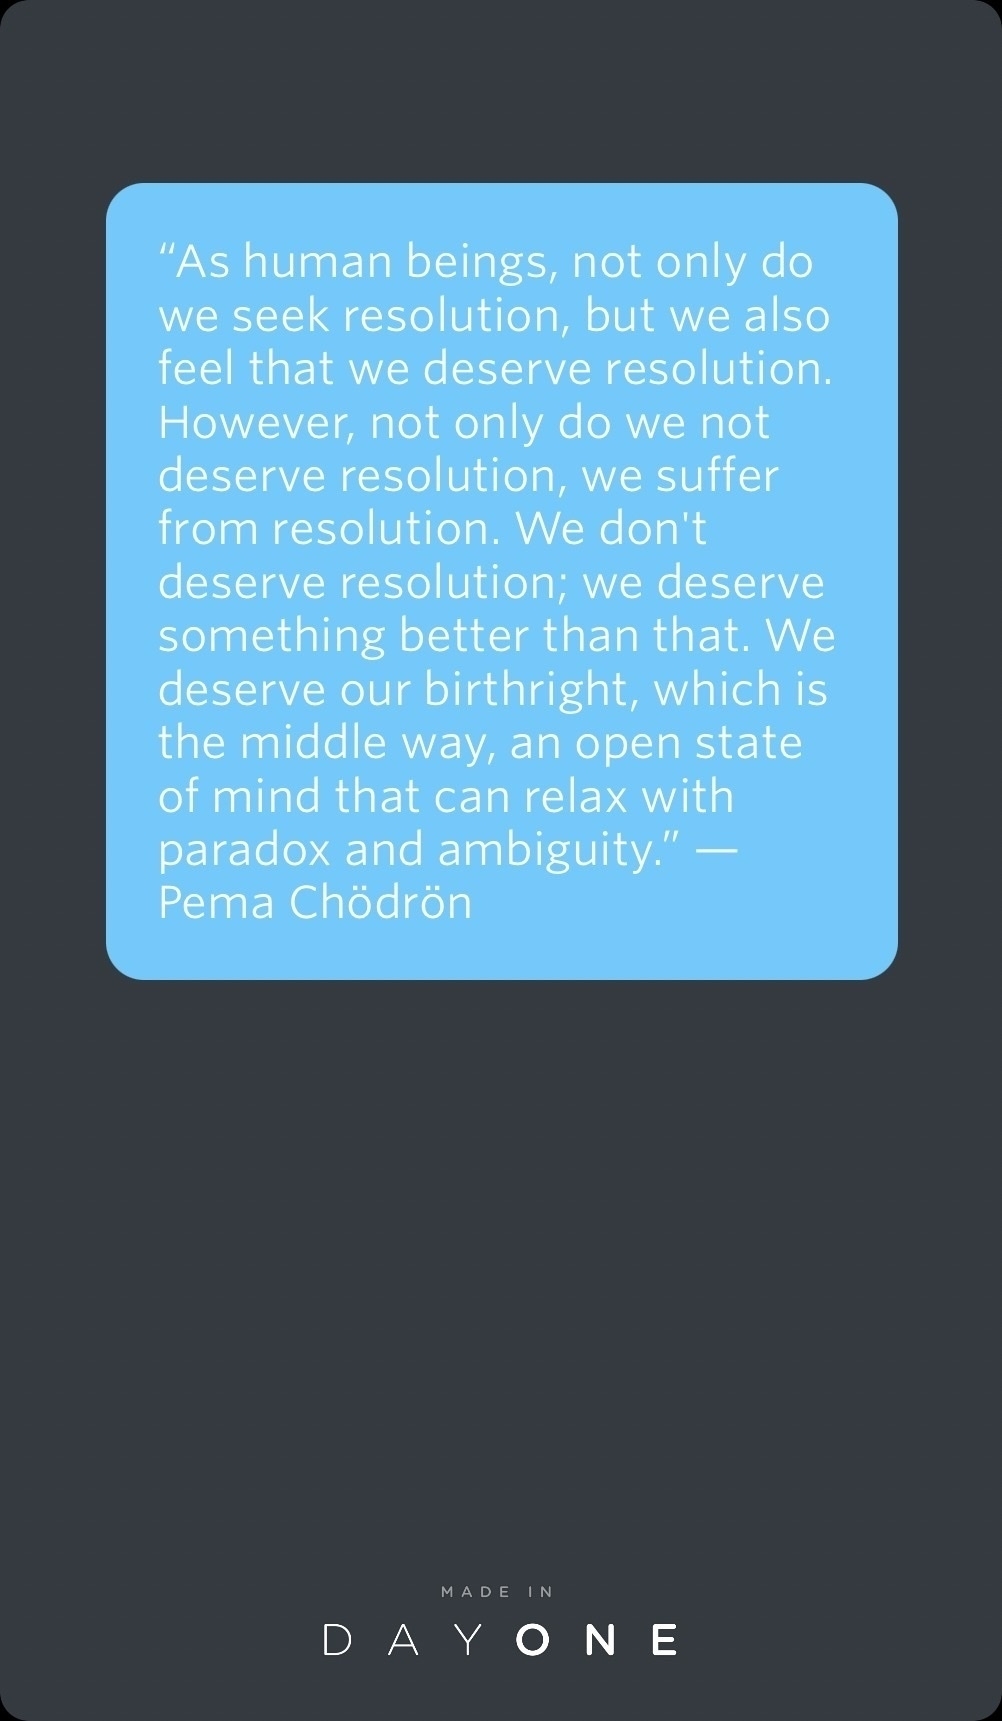 “As human beings, not only do
we seek resolution, but we also
feel that we deserve resolution.
However, not only do we not
deserve resolution, we suffer
from resolution. We don't
deserve resolution; we deserve
something better than that. We
deserve our birthright, which is
the middle way, an open state
of mind that can relax with
paradox and ambiguity.” —
Pema Chödrön
MADE IN
DAYONE